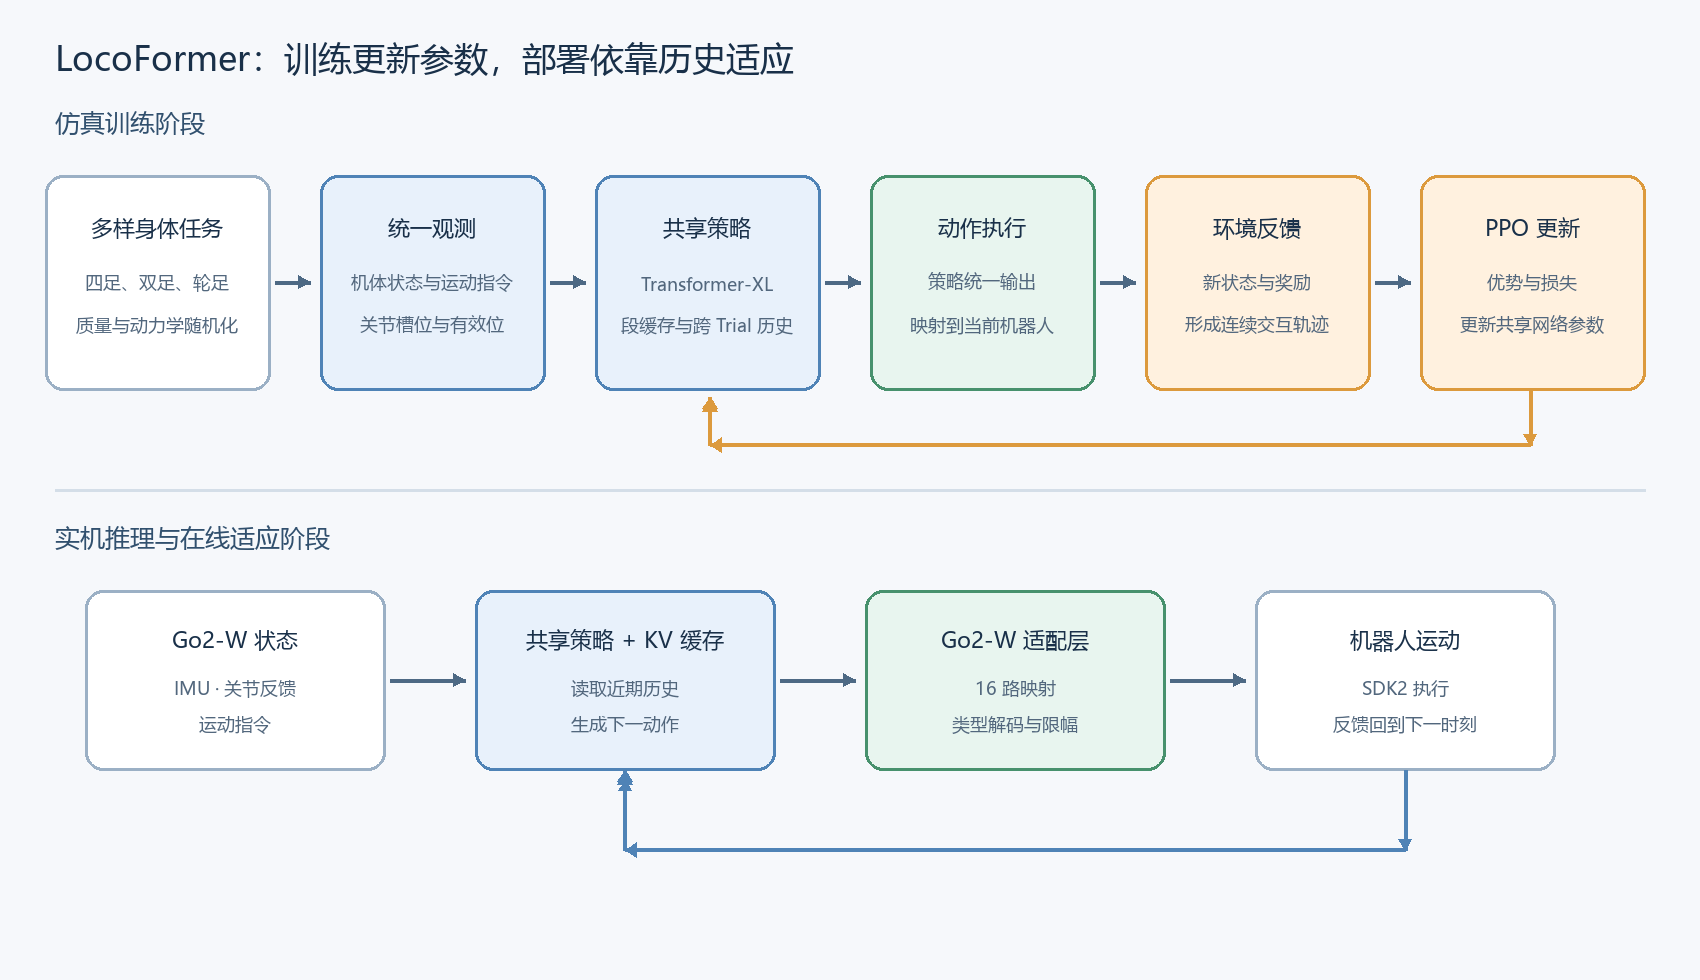 LocoFormer：训练更新参数，部署依靠历史适应
仿真训练阶段
多样身体任务
四足、双足、轮足
质量与动力学随机化
统一观测
机体状态与运动指令
关节槽位与有效位
共享策略
Transformer-XL
段缓存与跨 Trial 历史
动作执行
策略统一输出
映射到当前机器人
环境反馈
新状态与奖励
形成连续交互轨迹
PPO 更新
优势与损失
更新共享网络参数
实机推理与在线适应阶段
Go2-W 状态
IMU · 关节反馈
运动指令
共享策略 + KV 缓存
读取近期历史
生成下一动作
Go2-W 适配层
16 路映射
类型解码与限幅
机器人运动
SDK2 执行
反馈回到下一时刻